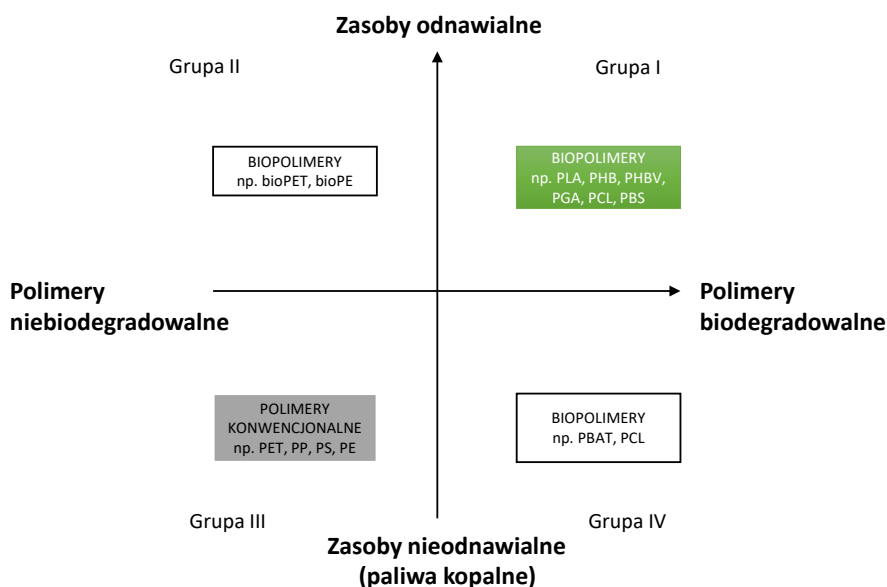 Zasoby odnawialne
Grupa II
Grupa I
BIOPOLIMERY
np. bioPET, bioPE
BIOPOLIMERY
np. PLA, PHB, PHBV,
PGA, PCL, PBS
Polimery
niebiodegradowalne
Polimery
biodegradowalne
POLIMERY
KONWENCJONALNE
np. PET, PP, PS, PE
BIOPOLIMERY
np. PBAT, PCL
Grupa III
Grupa IV
Zasoby nieodnawialne
(paliwa kopalne)